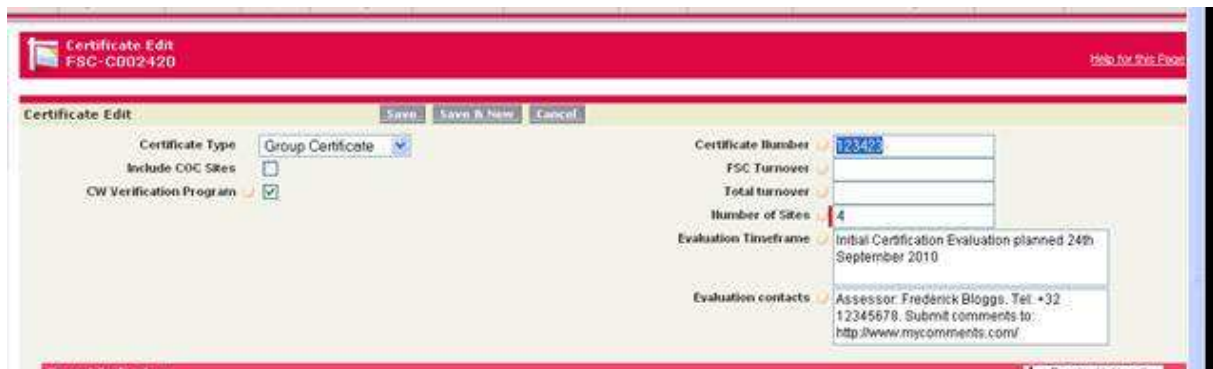 Certificate Edit
FSC-C002420
Help for this Page
Certificate Edit
Save Save & New Cancel
Certificate Type Group Certificate
Include COC Sites
CW Verification Program
Certificate Number 123423
FSC Turnover
Total turnover
Number of Sites 4
Evaluation Timeframe Initial Certification Evaluation planned 24th
September 2010
Evaluation contacts Assessor: Frederick Bloggs. Tel: +32
12345678. Submit comments to:
http://www.mycomments.com/